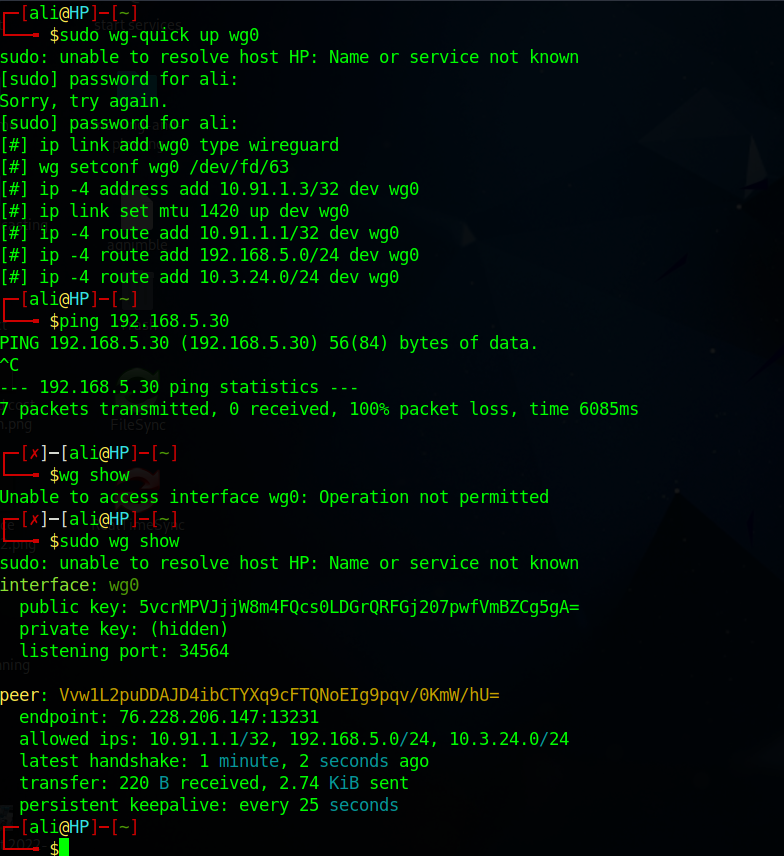 ┌─[ali@HP]─[~]
└──╼ $sudo wg-quick up wg0
sudo: unable to resolve host HP: Name or service not known
[sudo] password for ali:
Sorry, try again.
[sudo] password for ali:
[#] ip link add wg0 type wireguard
[#] wg setconf wg0 /dev/fd/63
[#] ip -4 address add 10.91.1.3/32 dev wg0
[#] ip link set mtu 1420 up dev wg0
[#] ip -4 route add 10.91.1.1/32 dev wg0
[#] ip -4 route add 192.168.5.0/24 dev wg0
[#] ip -4 route add 10.3.24.0/24 dev wg0
┌─[ali@HP]─[~]
└──╼ $ping 192.168.5.30
PING 192.168.5.30 (192.168.5.30) 56(84) bytes of data.
^C
--- 192.168.5.30 ping statistics ---
7 packets transmitted, 0 received, 100% packet loss, time 6085ms
FileSync
┌─[✗]─[ali@HP]─[~]
└──╼ $wg show
Unable to access interface wg0: Operation not permitted
┌─[✗]─[ali@HP]─[~]
└──╼ $sudo wg show
sudo: unable to resolve host HP: Name or service not known
interface: wg0
  public key: 5vcrMPVJjjW8m4FQcs0LDGrQRFGj207pwfVmBZCg5gA=
  private key: (hidden)
  listening port: 34564
peer: Vvw1L2puDDAJD4ibCTYXq9cFTQNoEIg9pqv/0KmW/hU=
  endpoint: 76.228.206.147:13231
  allowed ips: 10.91.1.1/32, 192.168.5.0/24, 10.3.24.0/24
  latest handshake: 1 minute, 2 seconds ago
  transfer: 220 B received, 2.74 KiB sent
  persistent keepalive: every 25 seconds
┌─[ali@HP]─[~]
└──╼ $